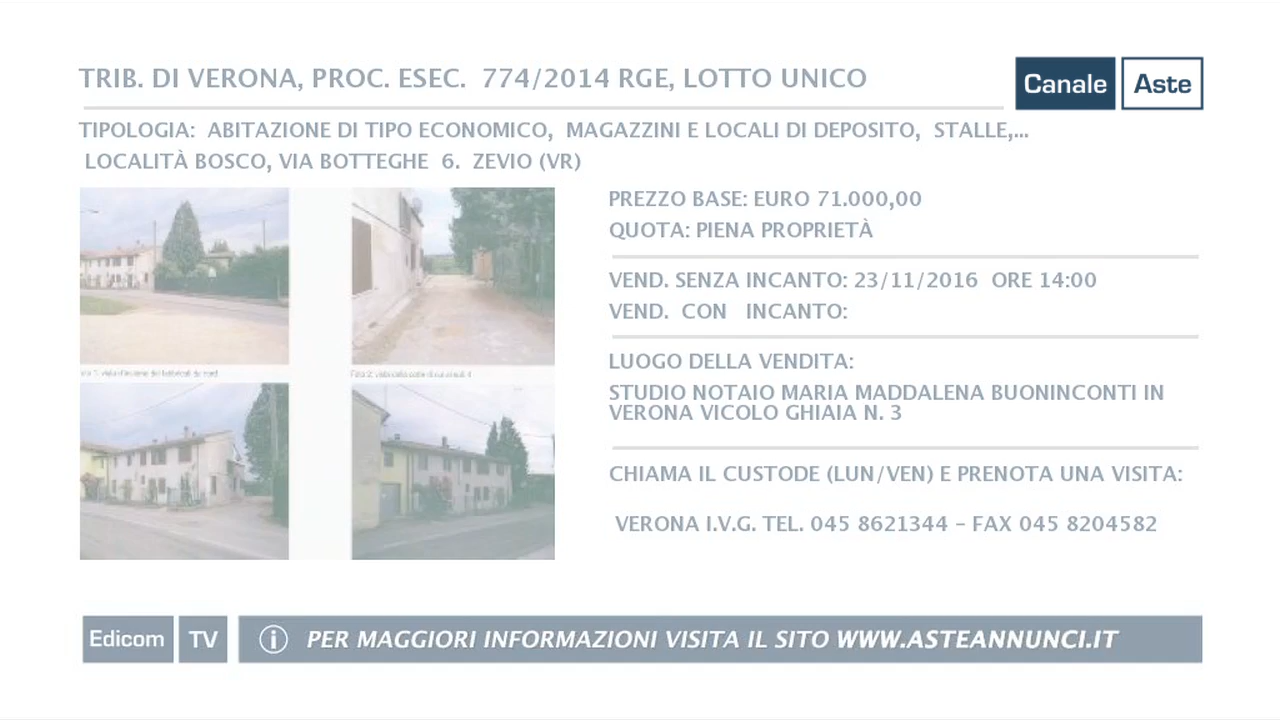 TRIB. DI VERONA, PROC. ESEC. 774/2014 RGE, LOTTO UNICO
Canale Aste
TIPOLOGIA: ABITAZIONE DI TIPO ECONOMICO, MAGAZZINI E LOCALI DI DEPOSITO, STALLE,...
LOCALITÀ BOSCO, VIA BOTTEGHE 6. ZEVIO (VR)
PREZZO BASE: EURO 71.000,00
QUOTA: PIENA PROPRIETÀ
VEND. SENZA INCANTO: 23/11/2016 ORE 14:00
VEND. CON INCANTO:
LUOGO DELLA VENDITA:
STUDIO NOTAIO MARIA MADDALENA BUONINCONTI IN
VERONA VICOLO GHIAIA N. 3
CHIAMA IL CUSTODE (LUN/VEN) E PRENOTA UNA VISITA:
VERONA I.V.G. TEL. 045 8621344 – FAX 045 8204582
Edicom TV
PER MAGGIORI INFORMAZIONI VISITA IL SITO WWW.ASTEANNUNCI.IT